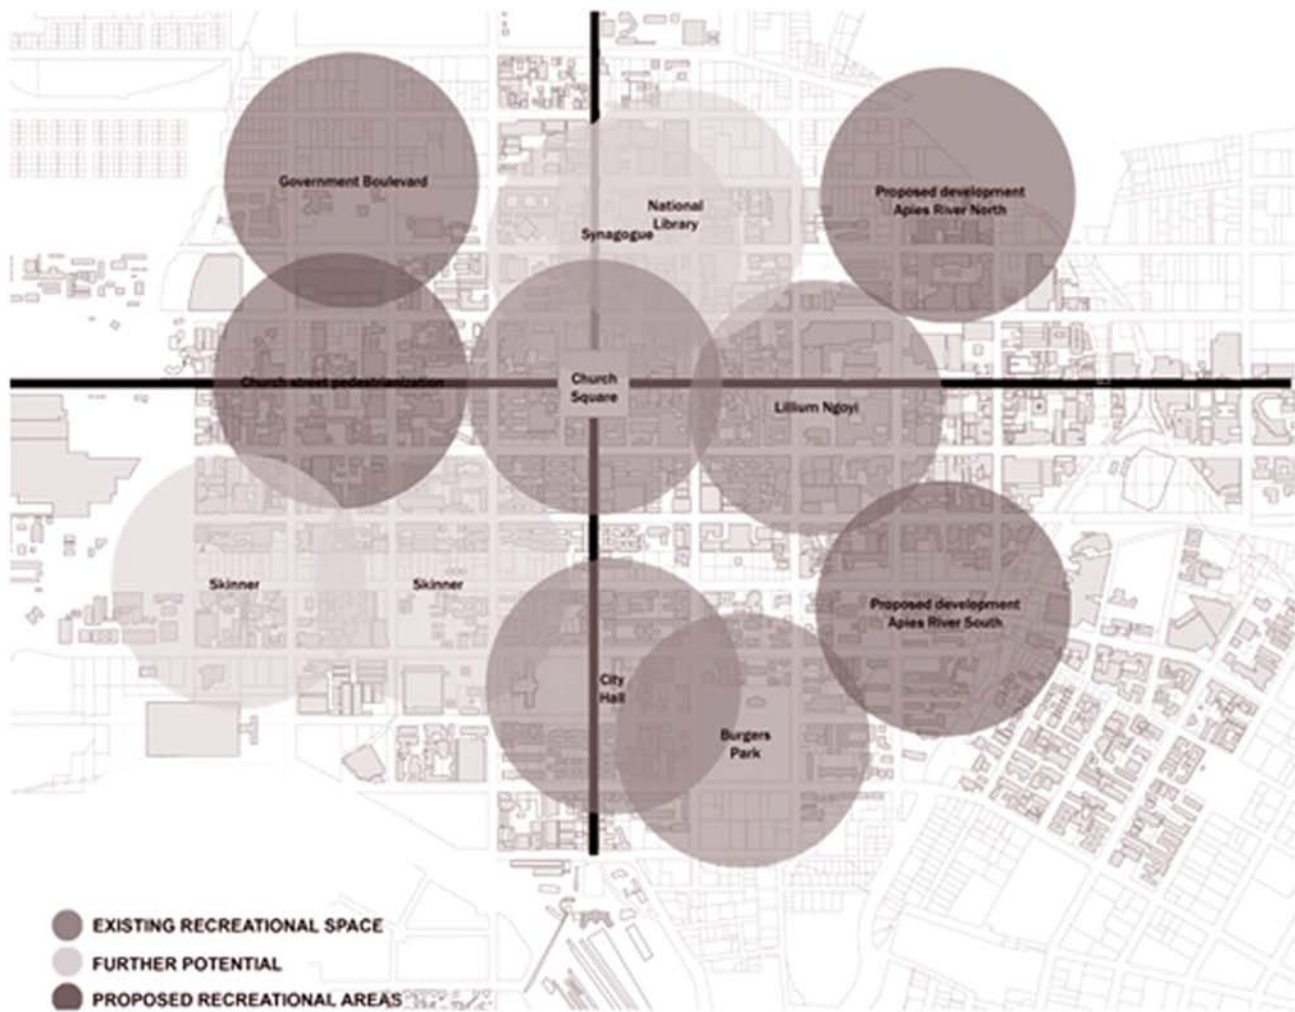 Government Boulevard
Proposed development
Apies River North
National
Library
Synagogue
Church street pedestrianization
Church
Square
Lillium Ngoyi
Skinner
Skinner
Proposed development
Apies River South
City
Hall
Burgers
Park
EXISTING RECREATIONAL SPACE
FURTHER POTENTIAL
PROPOSED RECREATIONAL AREAS